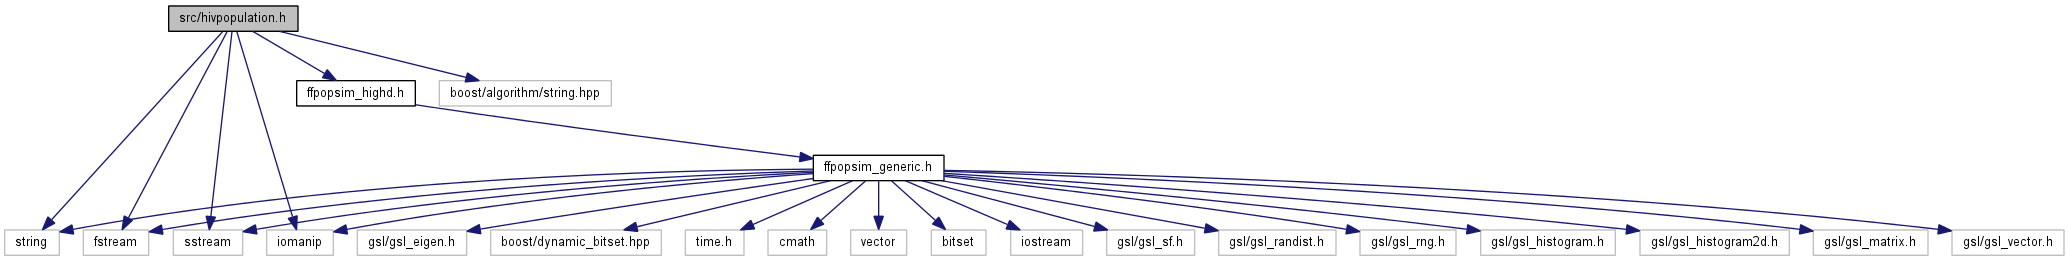 src/hivpopulation.h
ffpopsim_highd.h
boost/algorithm/string.hpp
ffpopsim_generic.h
string
fstream
sstream
iomanip
gsl/gsl_eigen.h
boost/dynamic_bitset.hpp
time.h
cmath
vector
bitset
iostream
gsl/gsl_sf.h
gsl/gsl_randist.h
gsl/gsl_rng.h
gsl/gsl_histogram.h
gsl/gsl_histogram2d.h
gsl/gsl_matrix.h
gsl/gsl_vector.h